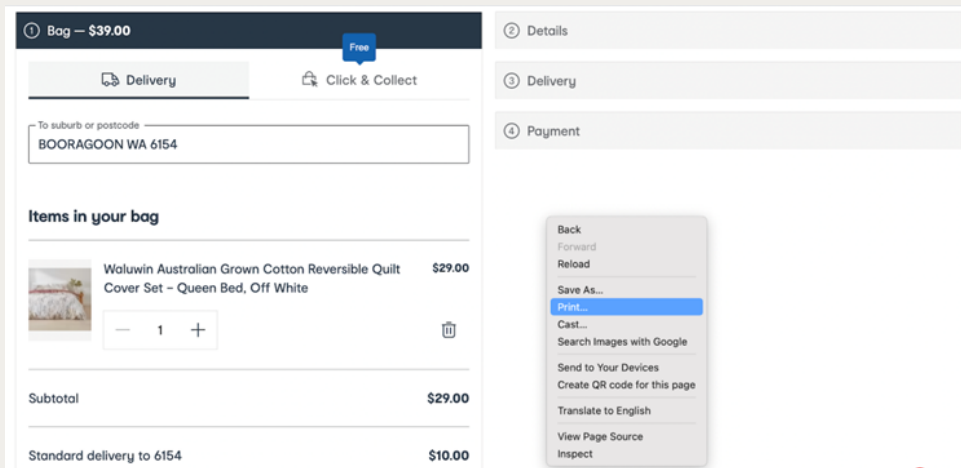 1 Bag – $39.00
Free
Delivery
Click & Collect
To suburb or postcode
BOORAGOON WA 6154
Items in your bag
Waluwin Australian Grown Cotton Reversible Quilt
Cover Set – Queen Bed, Off White
$29.00
— 1 +
Subtotal
$29.00
Standard delivery to 6154
$10.00
2 Details
3 Delivery
4 Payment
Back
Forward
Reload
Save As...
Print...
Cast...
Search Images with Google
Send to Your Devices
Create QR code for this page
Translate to English
View Page Source
Inspect